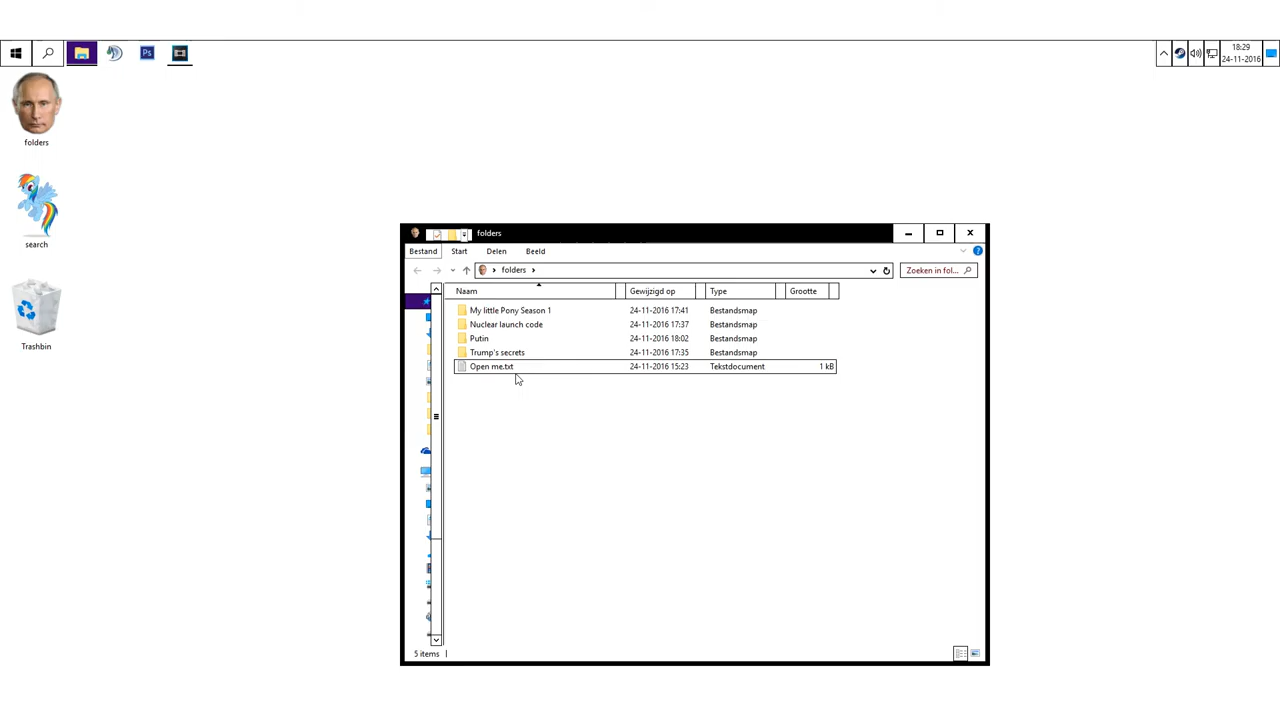 Ps
18:29
24-11-2016
folders
search
Trashbin
folders
Bestand Start Delen Beeld
folders
Zoeken in fol...
Naam Gewijzigd op Type Grootte
My little Pony Season 1 24-11-2016 17:41 Bestandsmap
Nuclear launch code 24-11-2016 17:37 Bestandsmap
Putin 24-11-2016 18:02 Bestandsmap
Trump's secrets 24-11-2016 17:35 Bestandsmap
Open me.txt 24-11-2016 15:23 Tekstdocument 1 kB
5 items